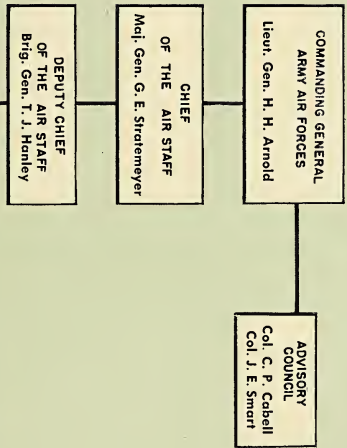 COMMANDING GENERAL
ARMY AIR FORCES
Lieut. Gen. H. H. Arnold
ADVISORY
COUNCIL
Col. C. P. Cabell
Col. J. E. Smart
CHIEF
OF THE AIR STAFF
Maj. Gen. G. E. Stratemeyer
DEPUTY CHIEF
OF THE AIR STAFF
Brig. Gen. T. J. Hanley